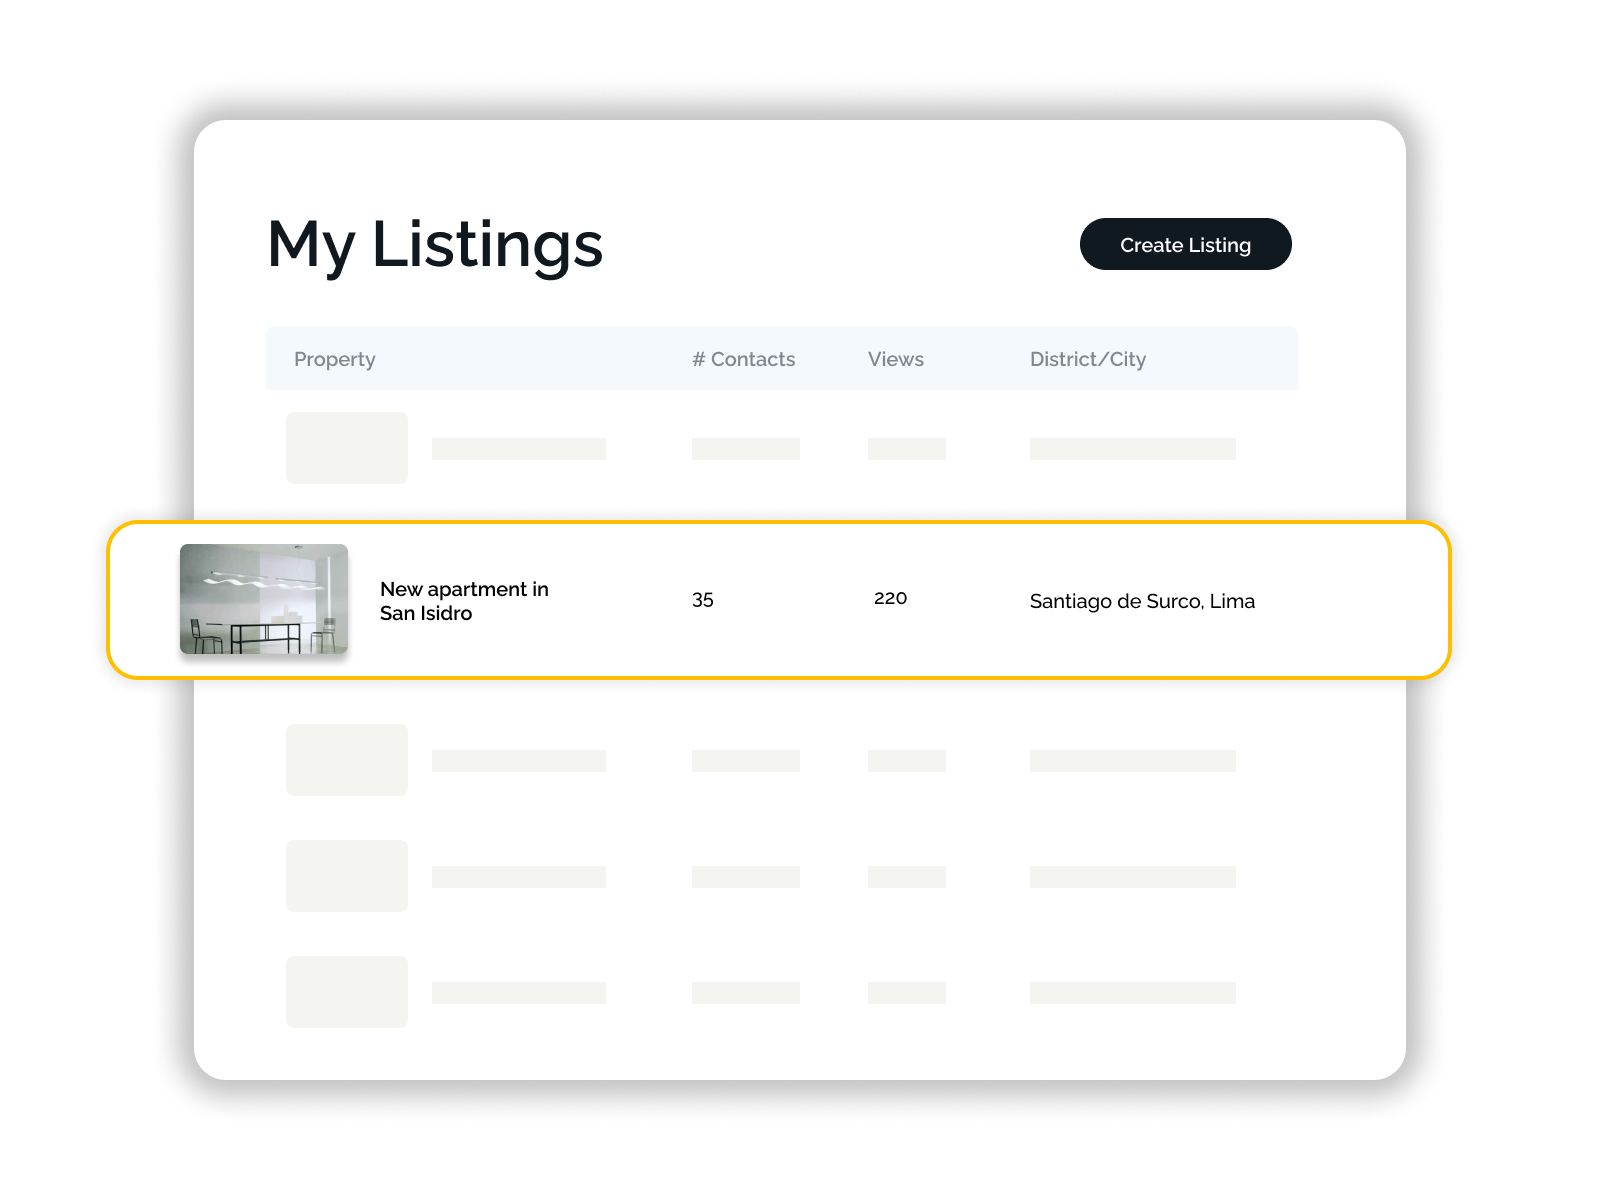 My Listings
Create Listing
Property
# Contacts
Views
District/City
New apartment in
San Isidro
35
220
Santiago de Surco, Lima